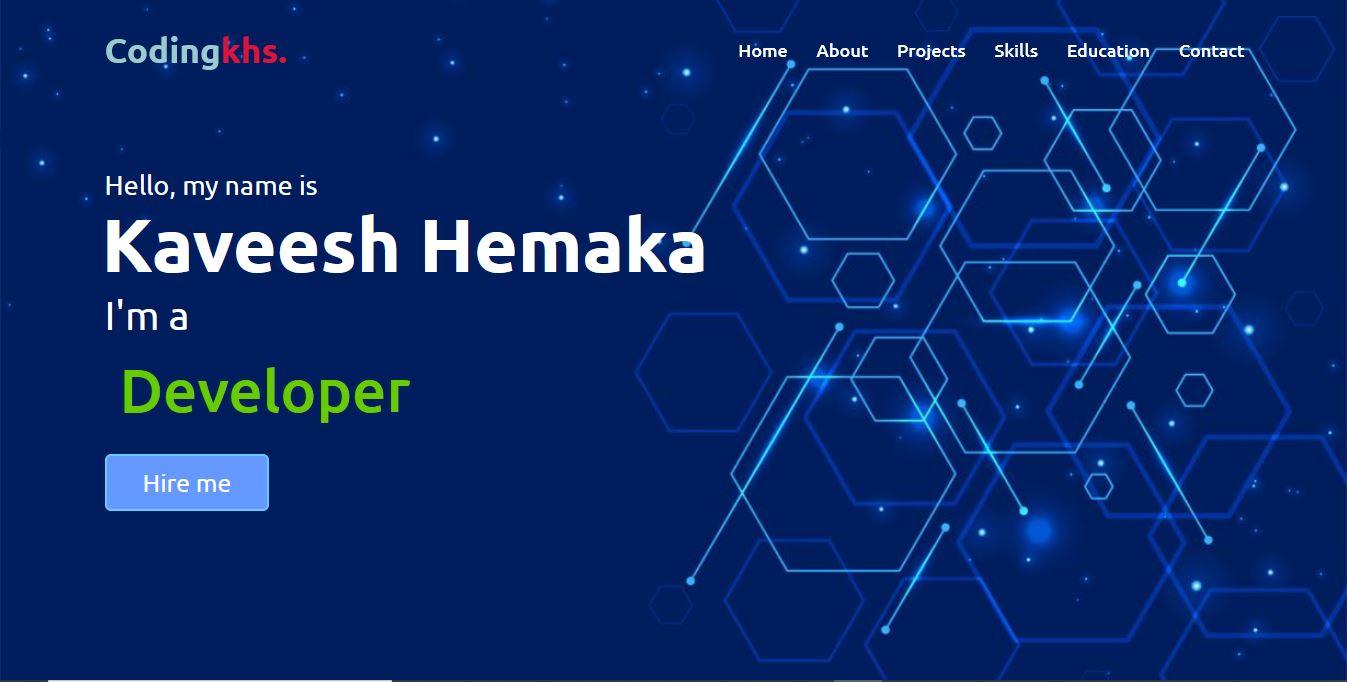 Codingkhs.
Home About Projects Skills Education Contact
Hello, my name is
Kaveesh Hemaka
I'm a
Developer
Hire me